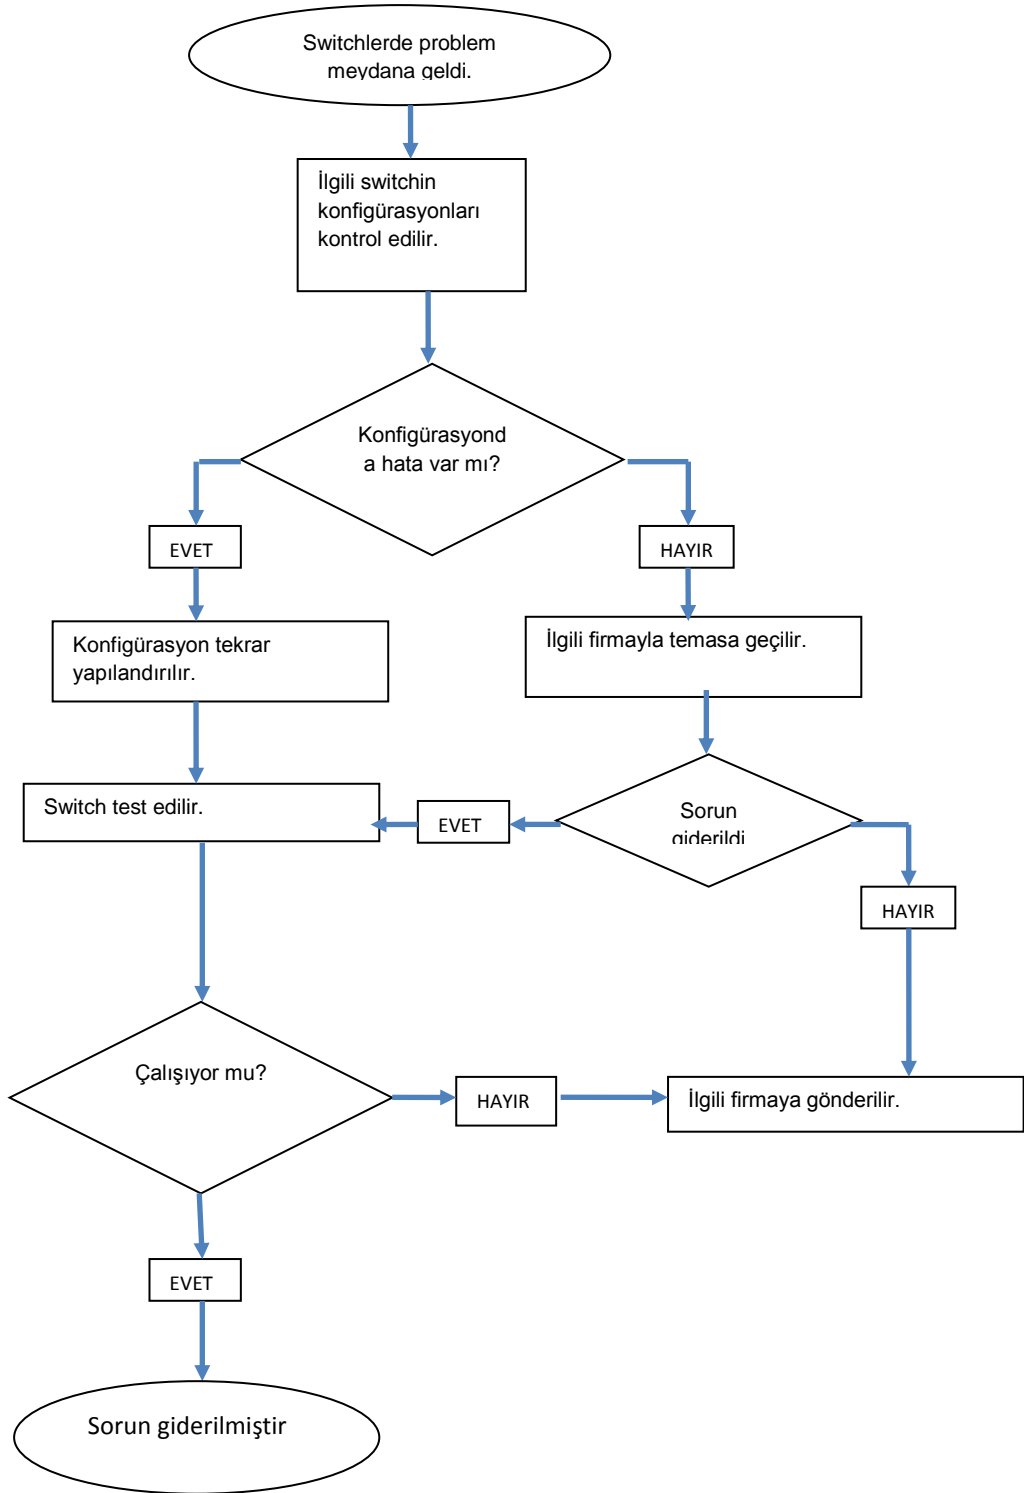 Switchlerde problem
meydana geldi.
İlgili switchin
konfigürasyonları
kontrol edilir.
Konfigürasyond
a hata var mı?
EVET
HAYIR
Konfigürasyon tekrar
yapılandırılır.
İlgili firmayla temasa geçilir.
Switch test edilir.
EVET
Sorun
giderildi
HAYIR
Çalışıyor mu?
HAYIR
İlgili firmaya gönderilir.
EVET
Sorun giderilmiştir